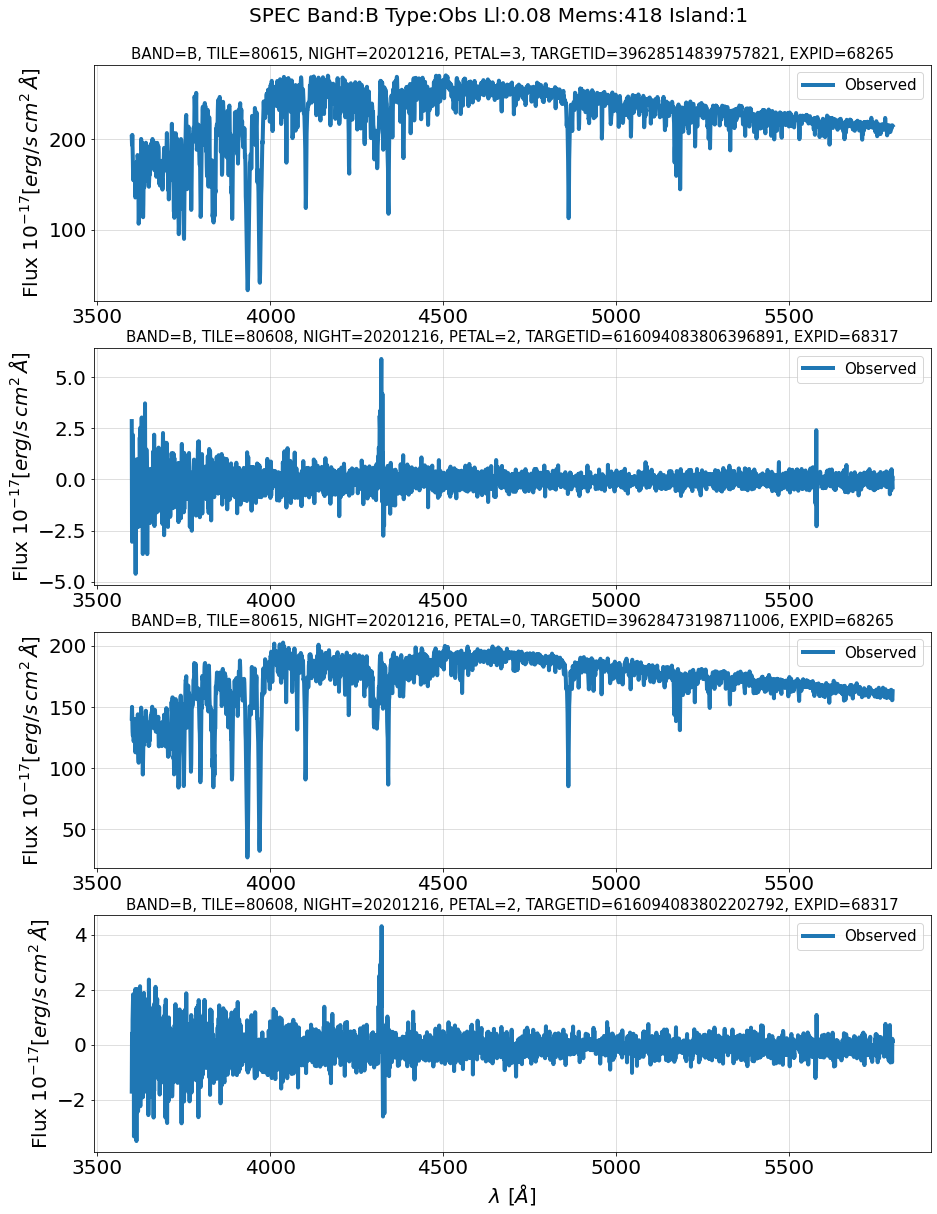 SPEC Band:B Type:Obs Ll:0.08 Mems:418 Island:1
BAND=B, TILE=80615, NIGHT=20201216, PETAL=3, TARGETID=39628514839757821, EXPID=68265
Flux 10⁻¹⁷[erg/s cm² Å]
200
100
Observed
3500 4000 4500 5000 5500
BAND=B, TILE=80608, NIGHT=20201216, PETAL=2, TARGETID=616094083806396891, EXPID=68317
Flux 10⁻¹⁷[erg/s cm² Å]
5.0
2.5
0.0
−2.5
−5.0
Observed
3500 4000 4500 5000 5500
BAND=B, TILE=80615, NIGHT=20201216, PETAL=0, TARGETID=39628473198711006, EXPID=68265
Flux 10⁻¹⁷[erg/s cm² Å]
200
150
100
50
Observed
3500 4000 4500 5000 5500
BAND=B, TILE=80608, NIGHT=20201216, PETAL=2, TARGETID=616094083802202792, EXPID=68317
Flux 10⁻¹⁷[erg/s cm² Å]
4
2
0
−2
Observed
3500 4000 4500 5000 5500
λ [Å]